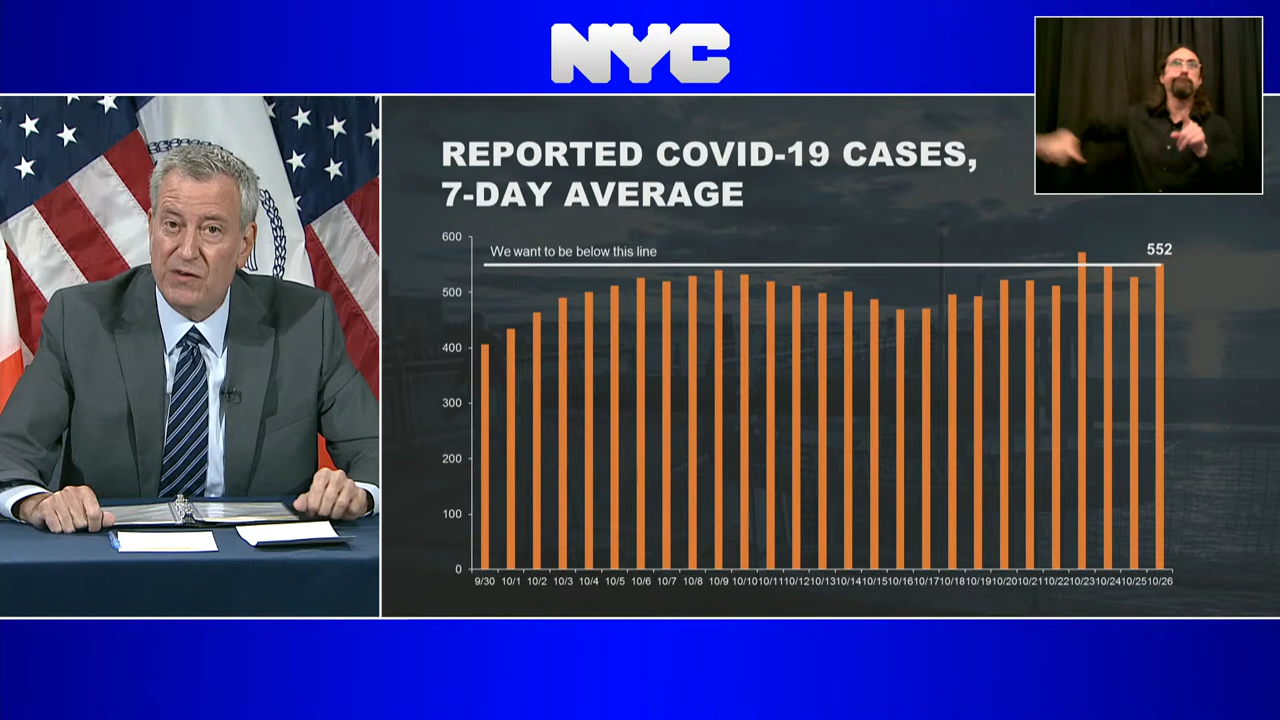 NYC
REPORTED COVID-19 CASES,
7-DAY AVERAGE
We want to be below this line
552
600
500
400
300
200
100
0
9/30 10/1 10/2 10/3 10/4 10/5 10/6 10/7 10/8 10/9 10/10 10/11 10/12 10/13 10/14 10/15 10/16 10/17 10/18 10/19 10/20 10/21 10/22 10/23 10/24 10/25 10/26